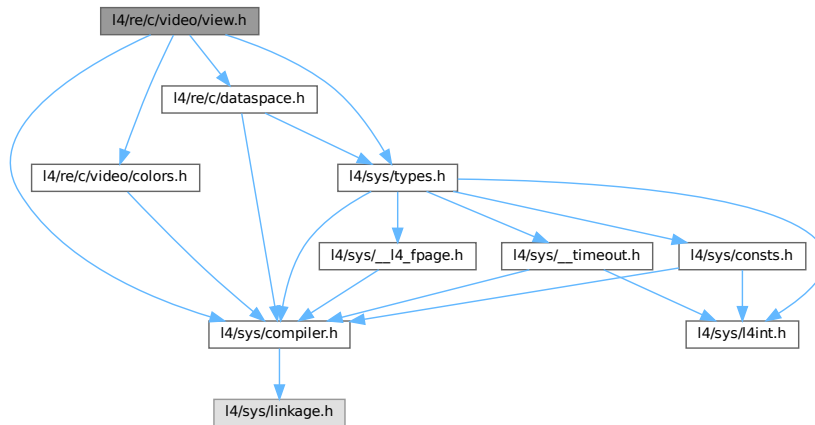 l4/re/c/video/view.h
l4/re/c/dataspace.h
l4/re/c/video/colors.h
l4/sys/types.h
l4/sys/__l4_fpage.h
l4/sys/__timeout.h
l4/sys/consts.h
l4/sys/compiler.h
l4/sys/l4int.h
l4/sys/linkage.h